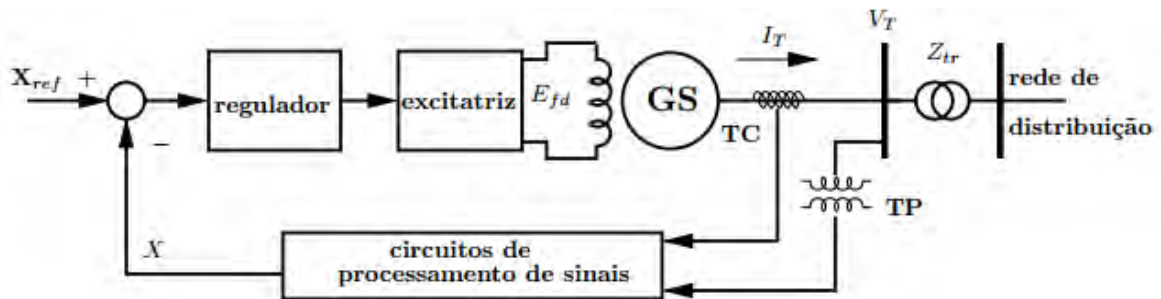 X_ref +
−
regulador
excitatriz
E_fd
GS
I_T
TC
V_T
Z_tr
rede de
distribuição
TP
X
circuitos de
processamento de sinais